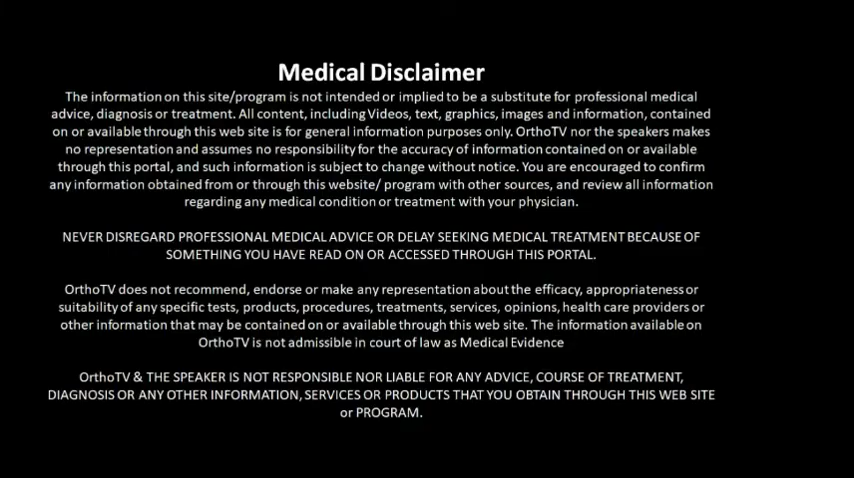 Medical Disclaimer
The information on this site/program is not intended or implied to be a substitute for professional medical
advice, diagnosis or treatment. All content, including Videos, text, graphics, images and information, contained
on or available through this web site is for general information purposes only. OrthoTV nor the speakers makes
no representation and assumes no responsibility for the accuracy of information contained on or available
through this portal, and such information is subject to change without notice. You are encouraged to confirm
any information obtained from or through this website/ program with other sources, and review all information
regarding any medical condition or treatment with your physician.
NEVER DISREGARD PROFESSIONAL MEDICAL ADVICE OR DELAY SEEKING MEDICAL TREATMENT BECAUSE OF
SOMETHING YOU HAVE READ ON OR ACCESSED THROUGH THIS PORTAL.
OrthoTV does not recommend, endorse or make any representation about the efficacy, appropriateness or
suitability of any specific tests, products, procedures, treatments, services, opinions, health care providers or
other information that may be contained on or available through this web site. The information available on
OrthoTV is not admissible in court of law as Medical Evidence
OrthoTV & THE SPEAKER IS NOT RESPONSIBLE NOR LIABLE FOR ANY ADVICE, COURSE OF TREATMENT,
DIAGNOSIS OR ANY OTHER INFORMATION, SERVICES OR PRODUCTS THAT YOU OBTAIN THROUGH THIS WEB SITE
or PROGRAM.